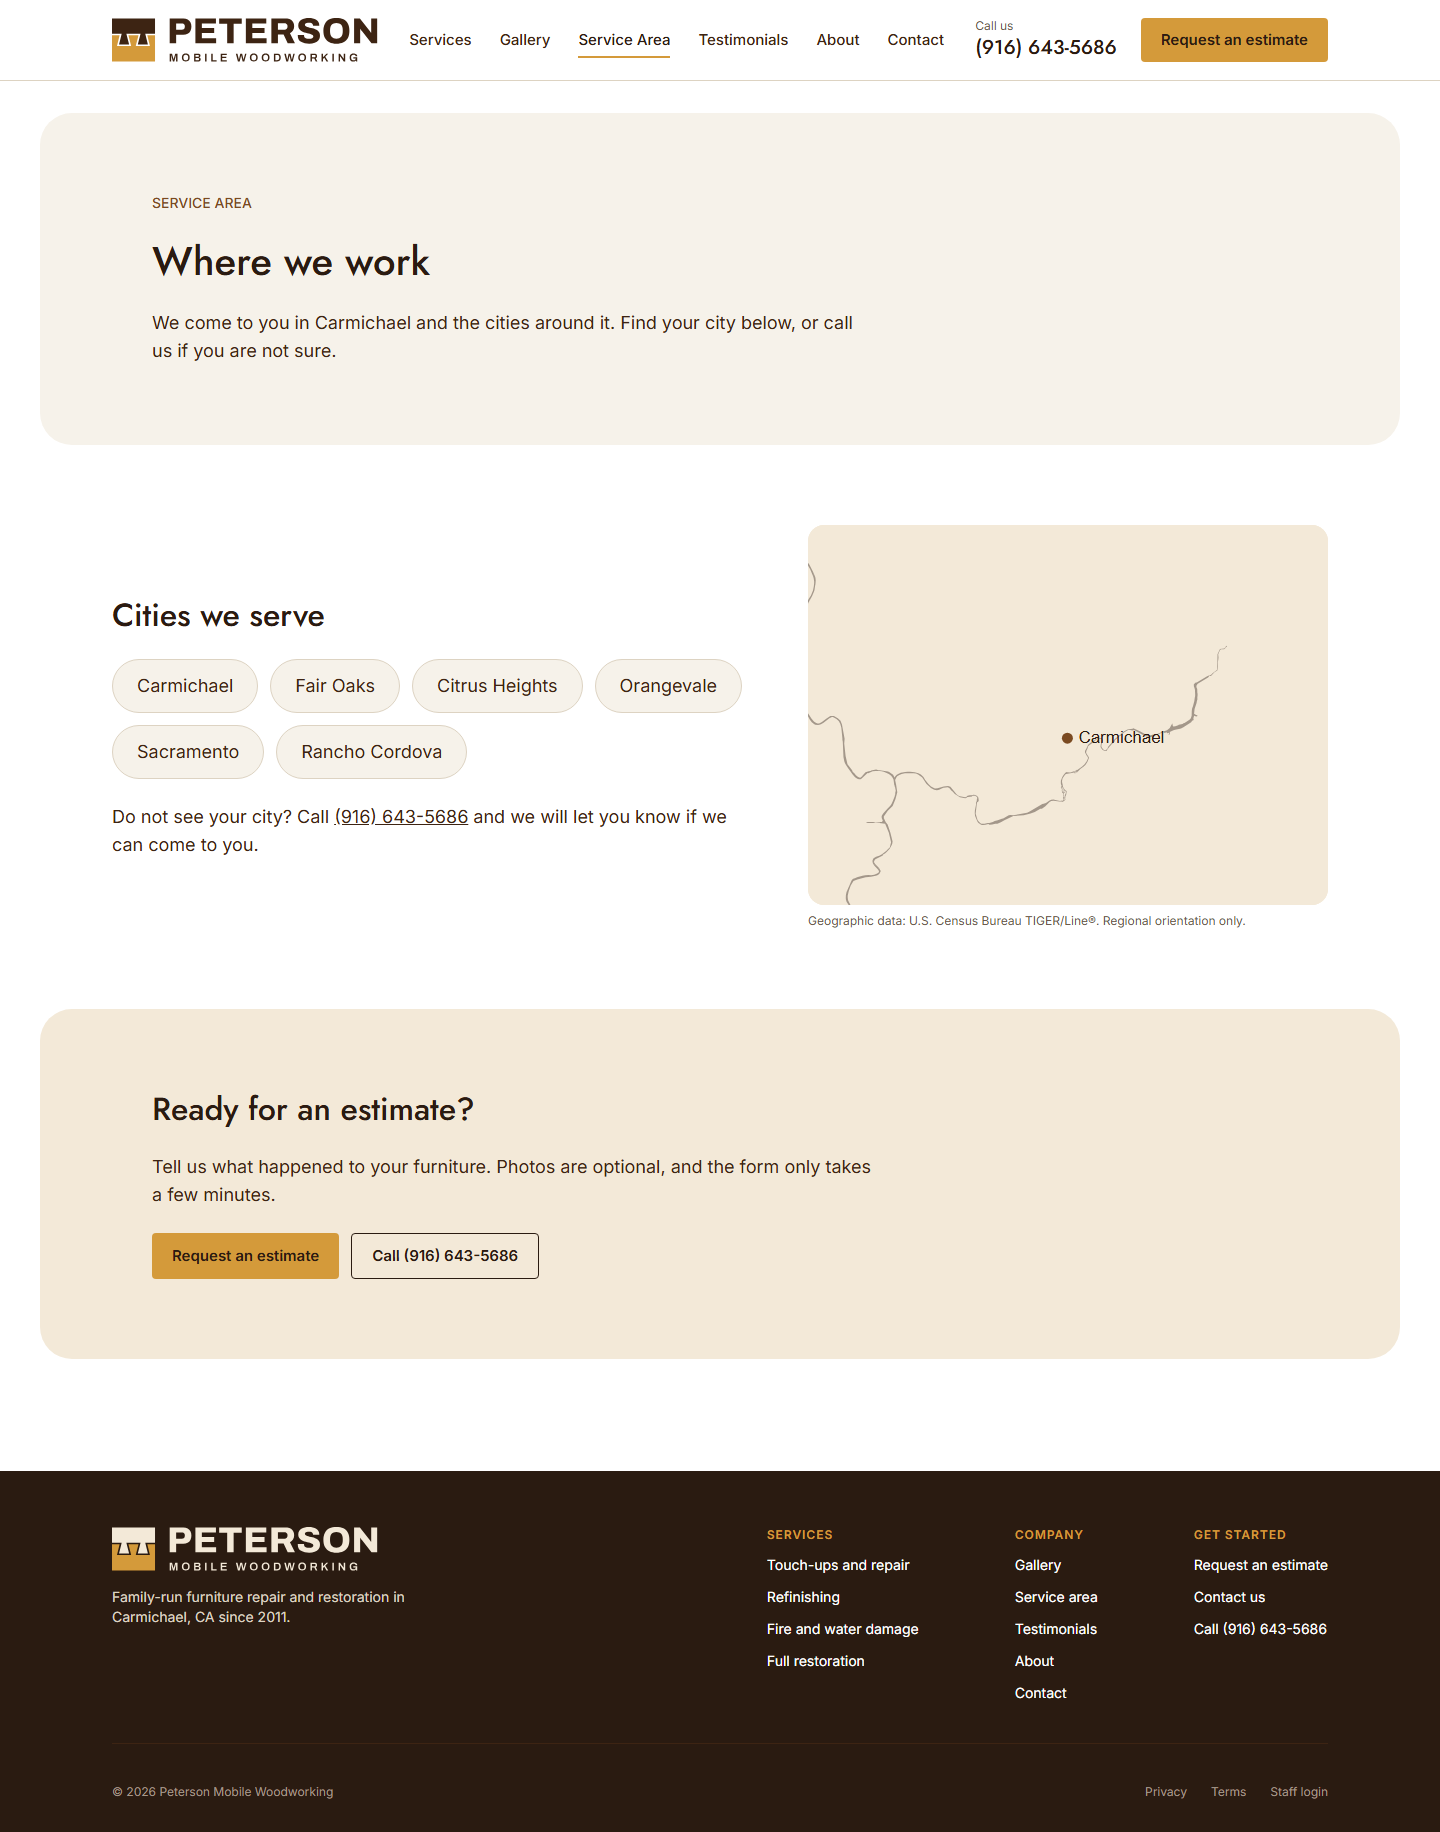 PETERSON
MOBILE WOODWORKING
Services
Gallery
Service Area
Testimonials
About
Contact
Call us
(916) 643-5686
Request an estimate
SERVICE AREA
Where we work
We come to you in Carmichael and the cities around it. Find your city below, or call
us if you are not sure.
Cities we serve
Carmichael
Fair Oaks
Citrus Heights
Orangevale
Sacramento
Rancho Cordova
Do not see your city? Call (916) 643-5686 and we will let you know if we
can come to you.
Carmichael
Geographic data: U.S. Census Bureau TIGER/Line®. Regional orientation only.
Ready for an estimate?
Tell us what happened to your furniture. Photos are optional, and the form only takes
a few minutes.
Request an estimate
Call (916) 643-5686
PETERSON
MOBILE WOODWORKING
Family-run furniture repair and restoration in
Carmichael, CA since 2011.
SERVICES
Touch-ups and repair
Refinishing
Fire and water damage
Full restoration
COMPANY
Gallery
Service area
Testimonials
About
Contact
GET STARTED
Request an estimate
Contact us
Call (916) 643-5686
© 2026 Peterson Mobile Woodworking
Privacy
Terms
Staff login